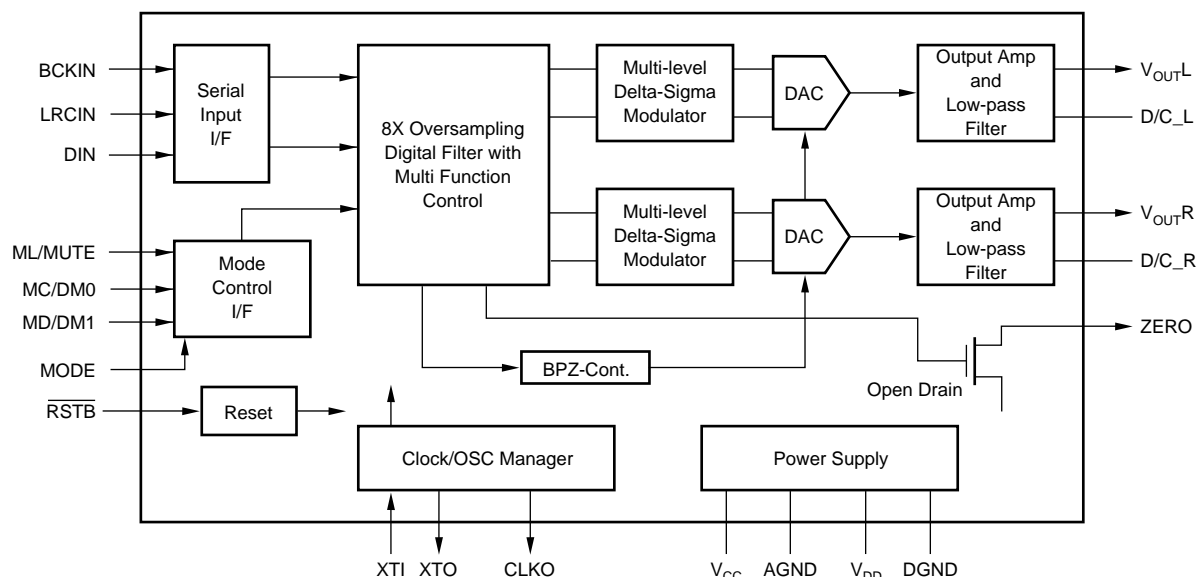 BCKIN
LRCIN
DIN
ML/MUTE
MC/DM0
MD/DM1
MODE
RSTB
Serial
Input
I/F
Mode
Control
I/F
Reset
8X Oversampling
Digital Filter with
Multi Function
Control
Multi-level
Delta-Sigma
Modulator
DAC
Output Amp
and
Low-pass
Filter
VOUTL
D/C_L
Multi-level
Delta-Sigma
Modulator
DAC
Output Amp
and
Low-pass
Filter
VOUTR
D/C_R
ZERO
BPZ-Cont.
Open Drain
Clock/OSC Manager
Power Supply
XTI
XTO
CLKO
VCC
AGND
VDD
DGND